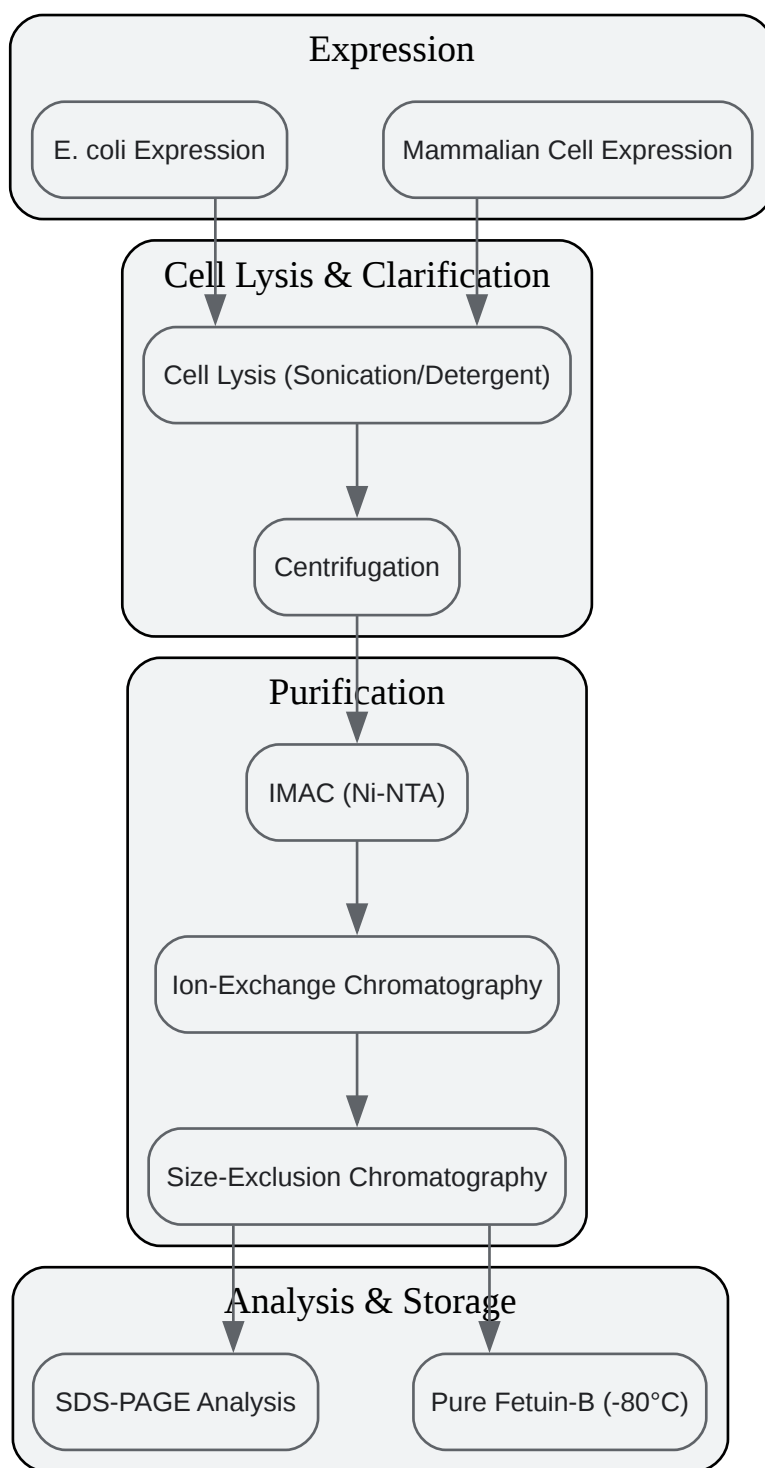 Expression
E. coli Expression
Mammalian Cell Expression
Cell Lysis & Clarification
Cell Lysis (Sonication/Detergent)
Centrifugation
Purification
IMAC (Ni-NTA)
Ion-Exchange Chromatography
Size-Exclusion Chromatography
Analysis & Storage
SDS-PAGE Analysis
Pure Fetuin-B (-80°C)